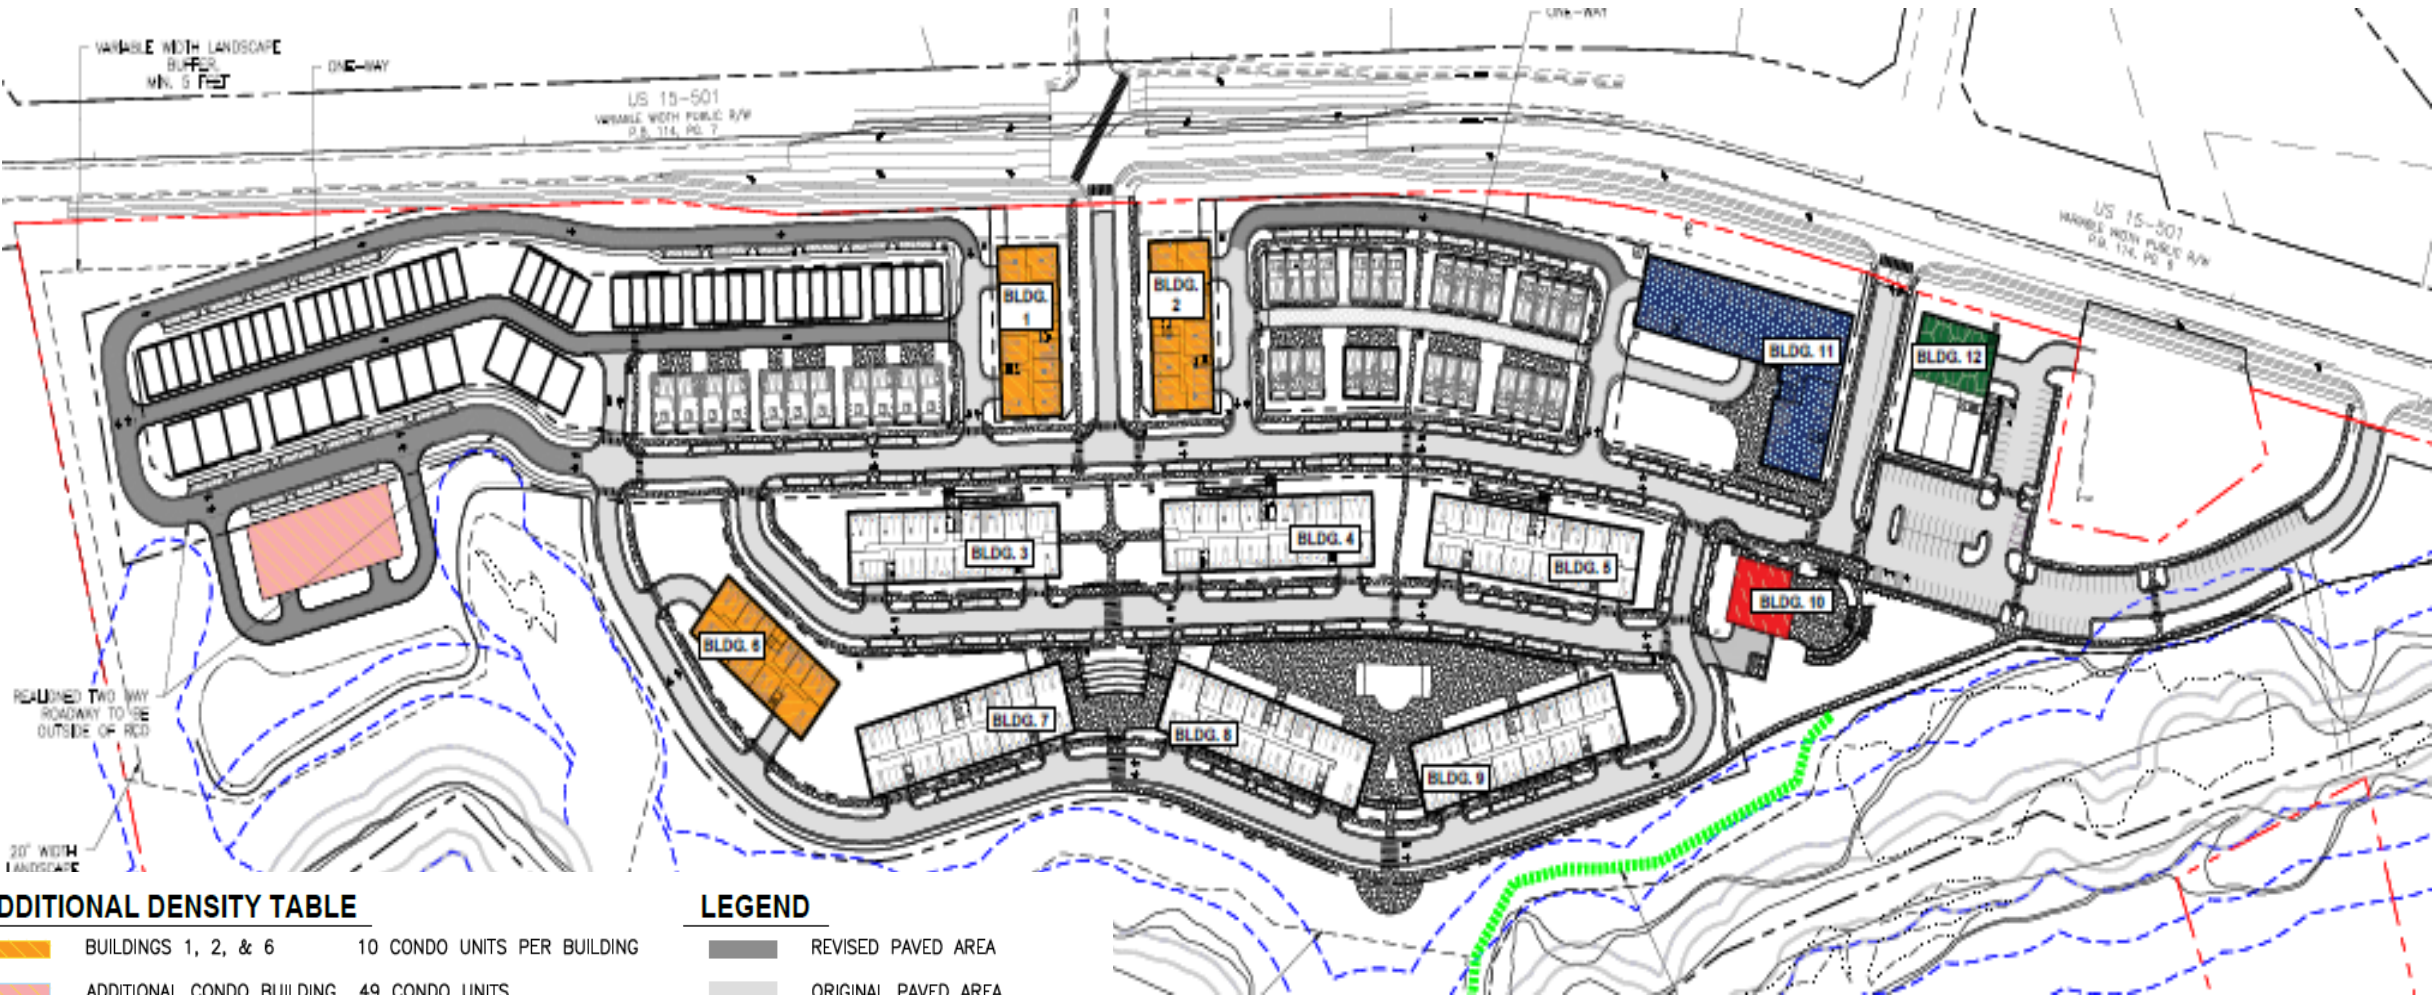 ONE-WAY
VARIABLE WIDTH LANDSCAPE
BUFFER,
MIN. 5 FEET
ONE-WAY
US 15-501
VARIABLE WIDTH PUBLIC R/W
P.B. 114, PG. 7
US 15-501
VARIABLE WIDTH PUBLIC R/W
BLDG.
1
BLDG.
2
BLDG. 11
BLDG. 12
BLDG. 3
BLDG. 4
BLDG. 5
BLDG. 10
BLDG. 6
BLDG. 7
BLDG. 8
BLDG. 9
REALIGNED TWO WAY
ROADWAY TO BE
OUTSIDE OF RCD
20' WIDTH
LANDSCAPE
DDITIONAL DENSITY TABLE
BUILDINGS 1, 2, & 6 10 CONDO UNITS PER BUILDING
ADDITIONAL CONDO BUILDING 49 CONDO UNITS
LEGEND
REVISED PAVED AREA
ORIGINAL PAVED AREA